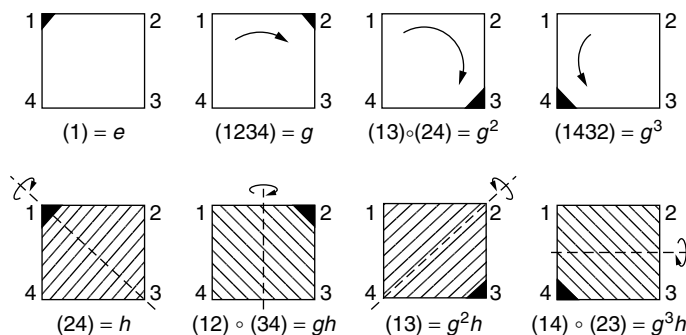 1 2 1 2 1 2 1 2
4 3 4 3 4 3 4 3
(1) = e (1234) = g (13)∘(24) = g² (1432) = g³
1 2 1 2 1 2 1 2
4 3 4 3 4 3 4 3
(24) = h (12) ∘ (34) = gh (13) = g²h (14) ∘ (23) = g³h